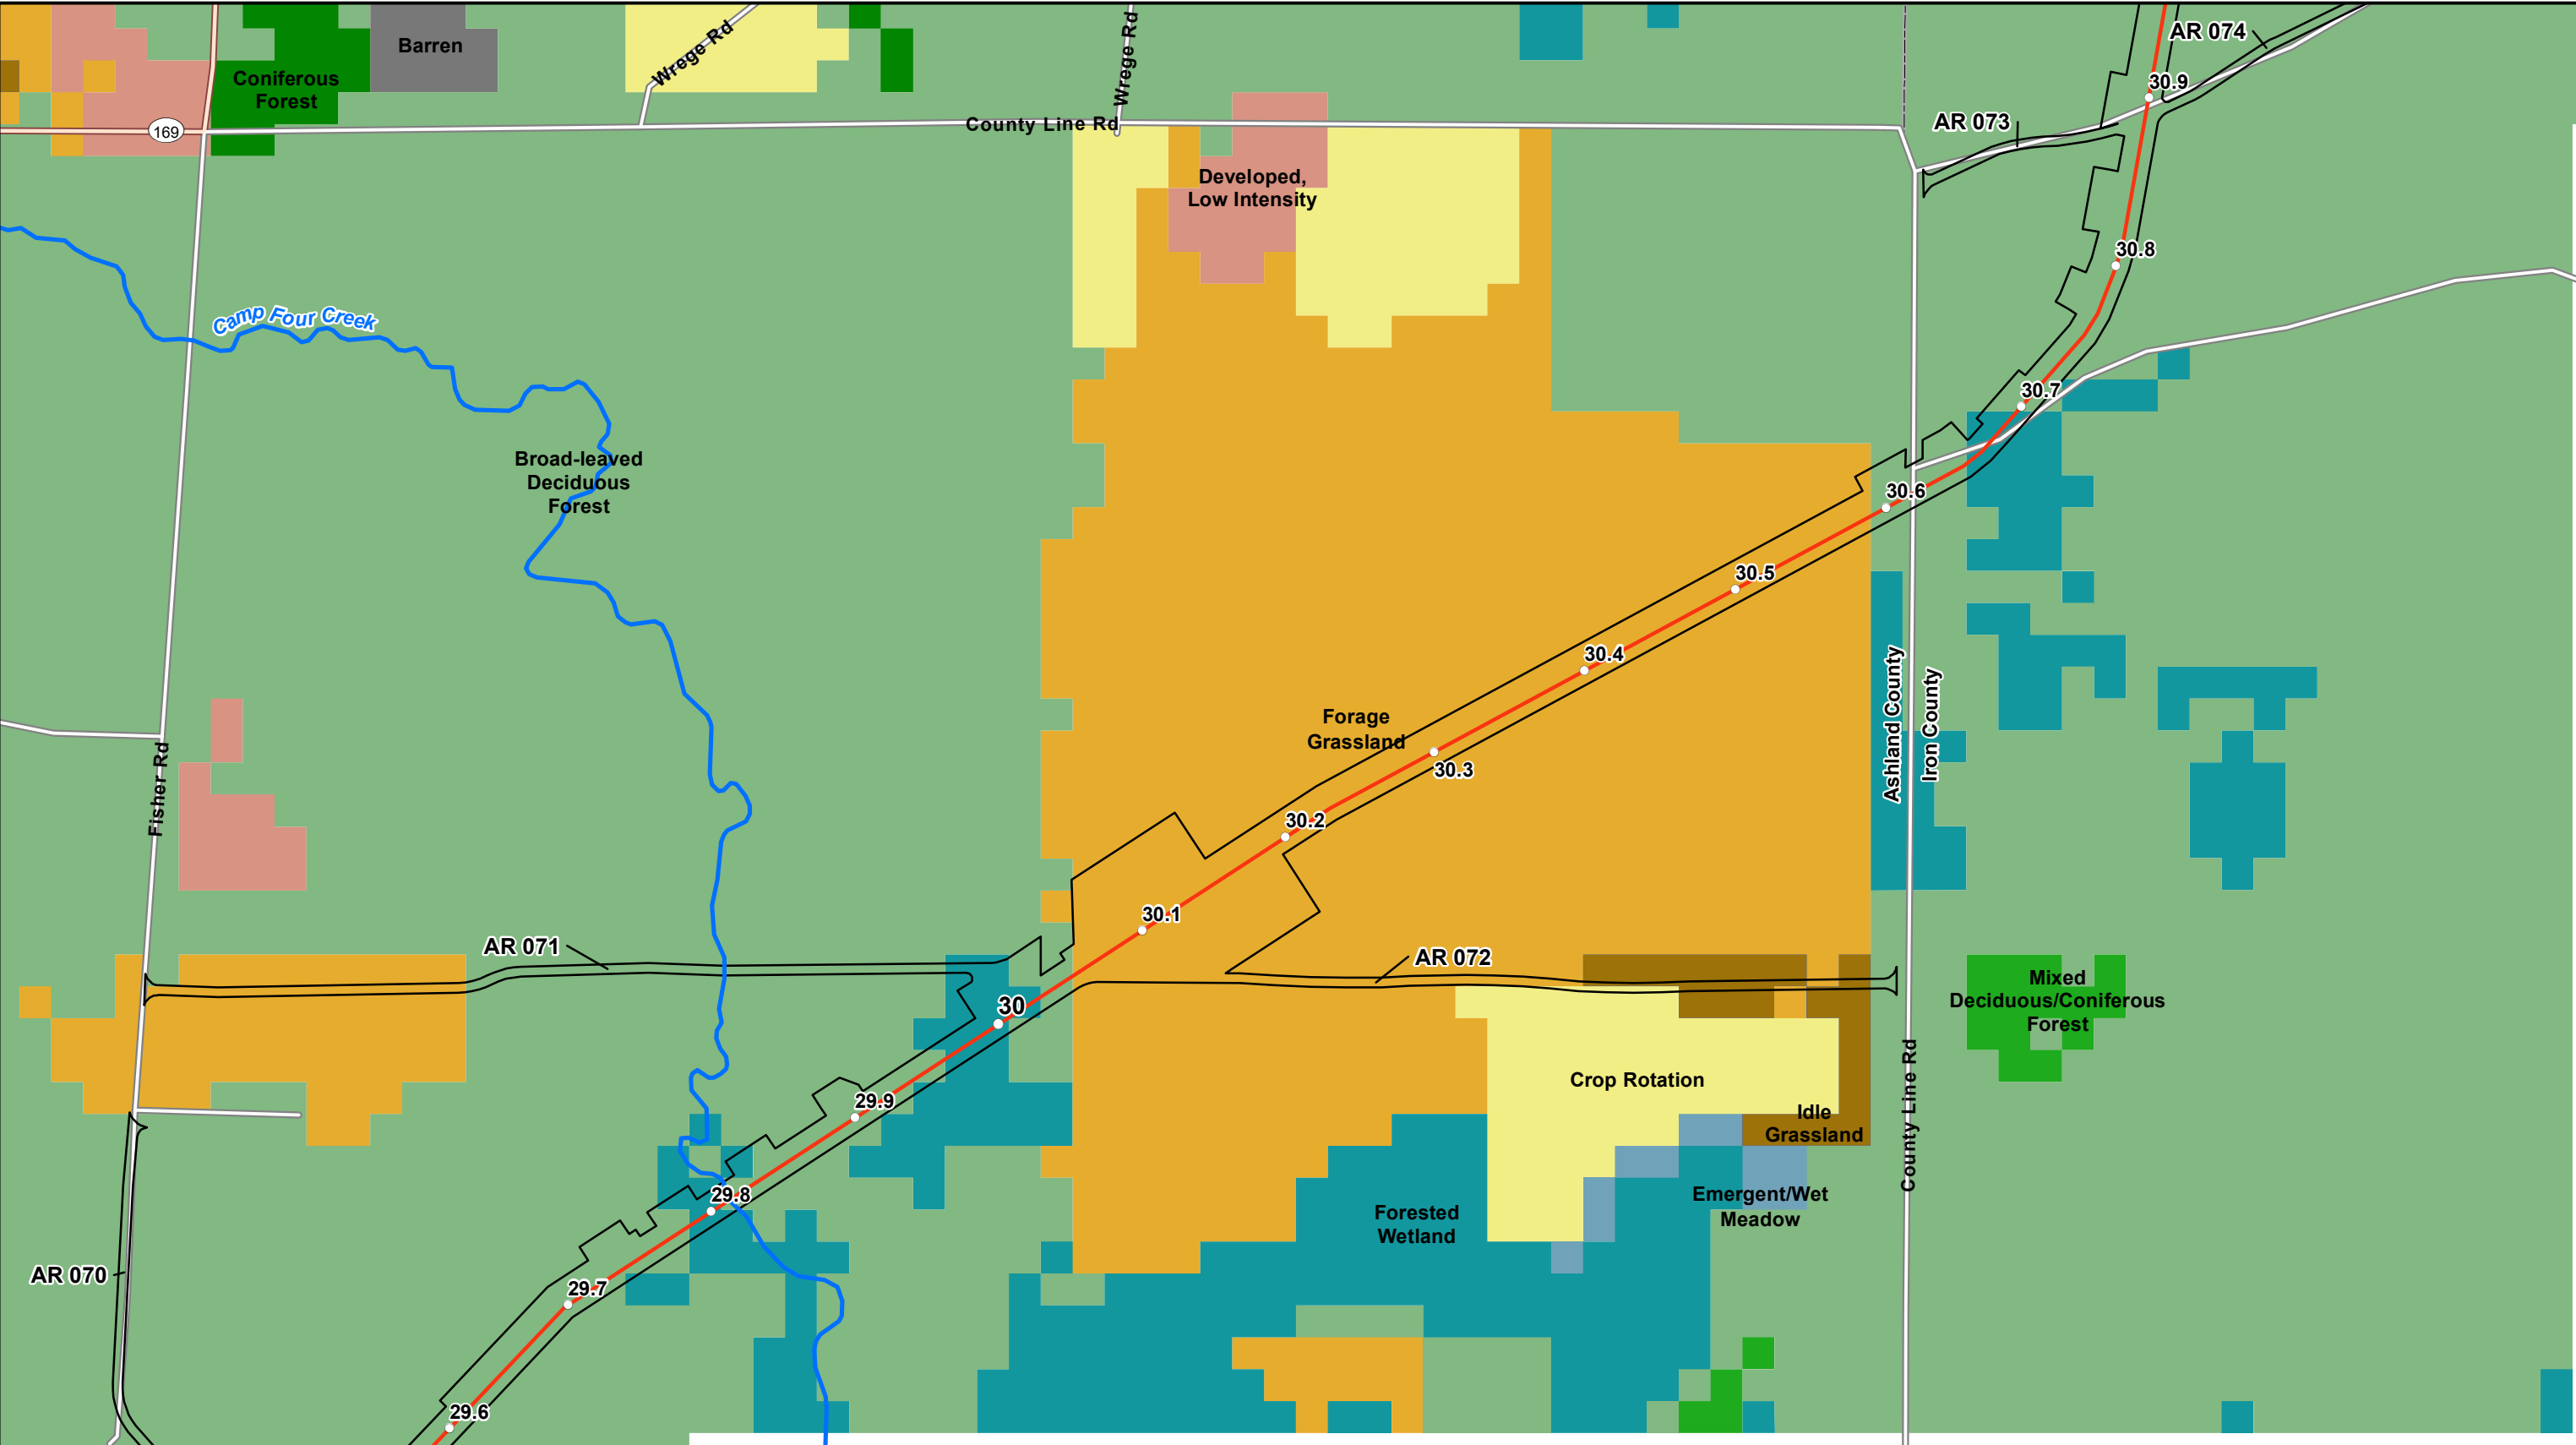 Wrege Rd
Wrege Rd
AR 074
Barren
Coniferous
Forest
30.9
169
County Line Rd
AR 073
Developed,
Low Intensity
30.8
Camp Four Creek
30.7
Broad-leaved
Deciduous
Forest
30.6
30.5
30.4
Ashland County
Iron County
Forage
Grassland
30.3
Fisher Rd
30.2
30.1
AR 071
AR 072
Mixed
Deciduous/Coniferous
Forest
30
Crop Rotation
29.9
Idle
Grassland
County Line Rd
29.8
Emergent/Wet
Meadow
Forested
Wetland
AR 070
29.7
29.6